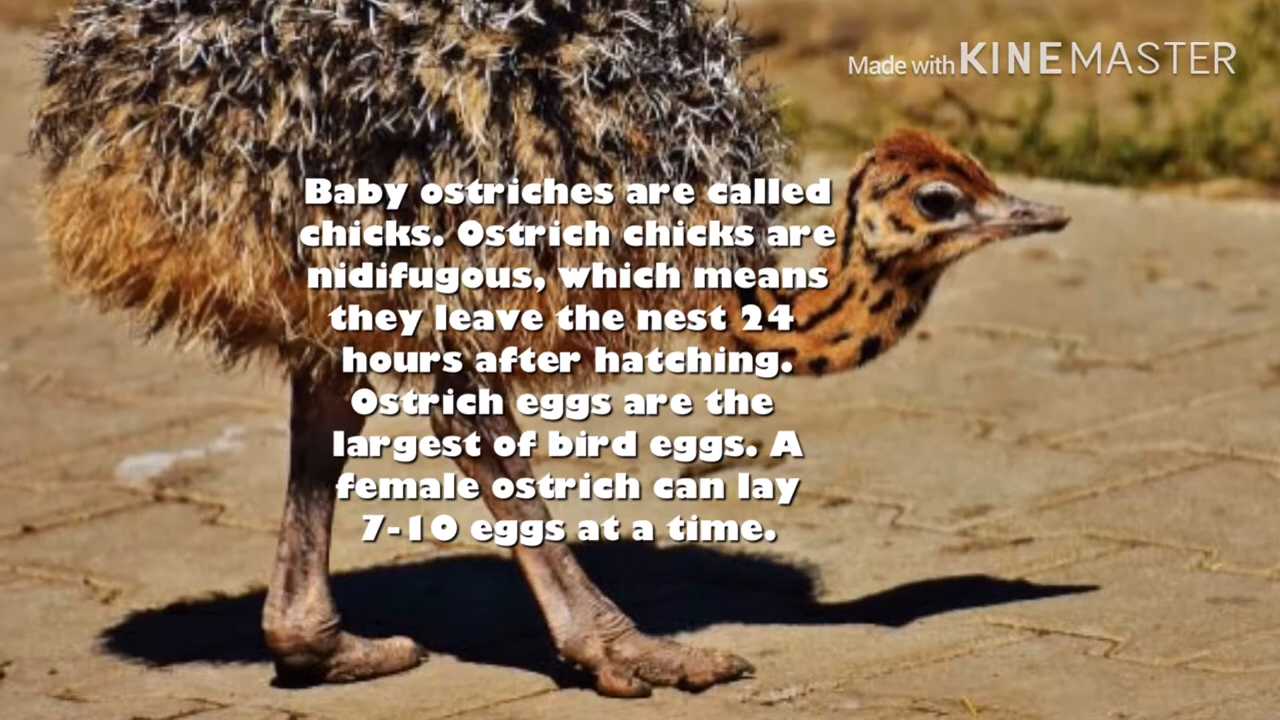 Made with KINEMASTER
Baby ostriches are called
chicks. Ostrich chicks are
nidifugous, which means
they leave the nest 24
hours after hatching.
Ostrich eggs are the
largest of bird eggs. A
female ostrich can lay
7-10 eggs at a time.